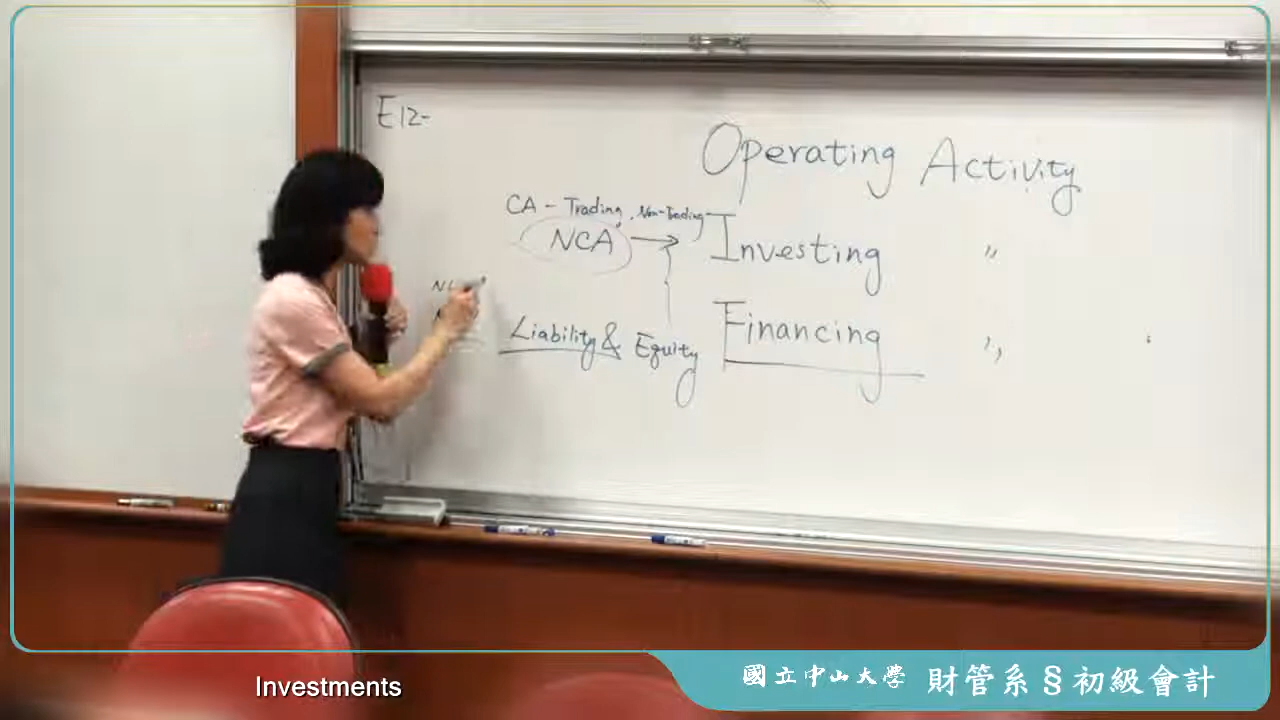 E12-
Operating Activity
CA - Trading, Non-Trading
NCA → Investing "
Liability & Equity Financing "
Investments
國立中山大學 財管系§初級會計